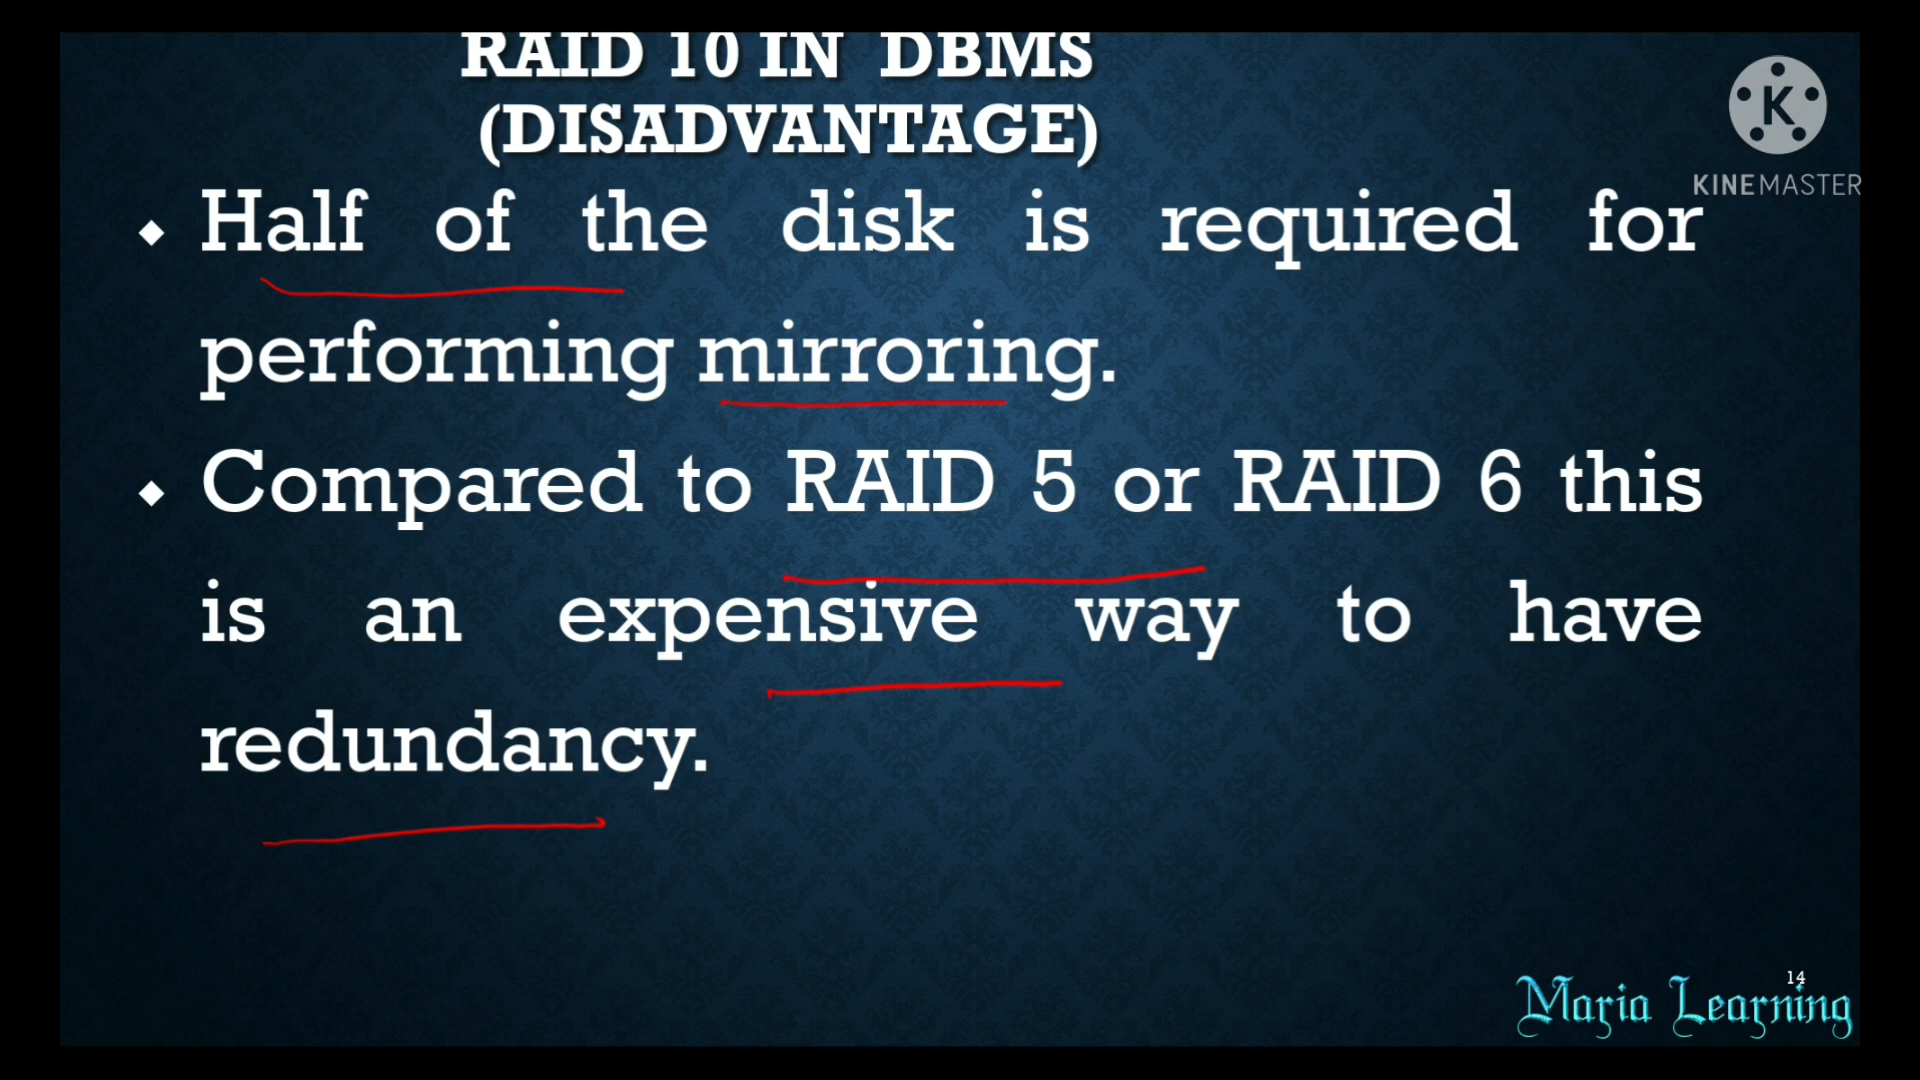 RAID 10 IN DBMS
(DISADVANTAGE)
KINEMASTER
Half of the disk is required for
performing mirroring.
Compared to RAID 5 or RAID 6 this
is an expensive way to have
redundancy.
14
Maria Learning